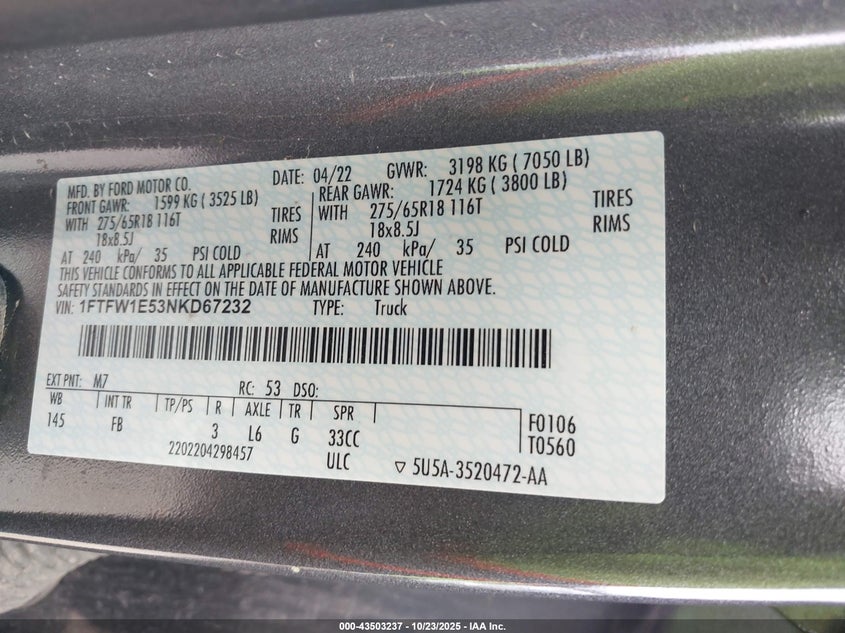 MFD. BY FORD MOTOR CO. DATE: 04/22 GVWR: 3198 KG ( 7050 LB)
FRONT GAWR: 1599 KG ( 3525 LB) REAR GAWR: 1724 KG ( 3800 LB)
WITH 275/65R18 116T TIRES WITH 275/65R18 116T TIRES
18x8.5J RIMS 18x8.5J RIMS
AT 240 kPa/ 35 PSI COLD AT 240 kPa/ 35 PSI COLD
THIS VEHICLE CONFORMS TO ALL APPLICABLE FEDERAL MOTOR VEHICLE
SAFETY STANDARDS IN EFFECT ON THE DATE OF MANUFACTURE SHOWN ABOVE.
VIN: 1FTFW1E53NKD67232 TYPE: Truck
EXT PNT: M7 RC: 53 DSO:
WB INT TR TP/PS R AXLE TR SPR F0106
145 FB 3 L6 G 33CC T0560
2202204298457 ULC ▽ 5U5A-3520472-AA
000-43503237 - 10/23/2025 - IAA Inc.